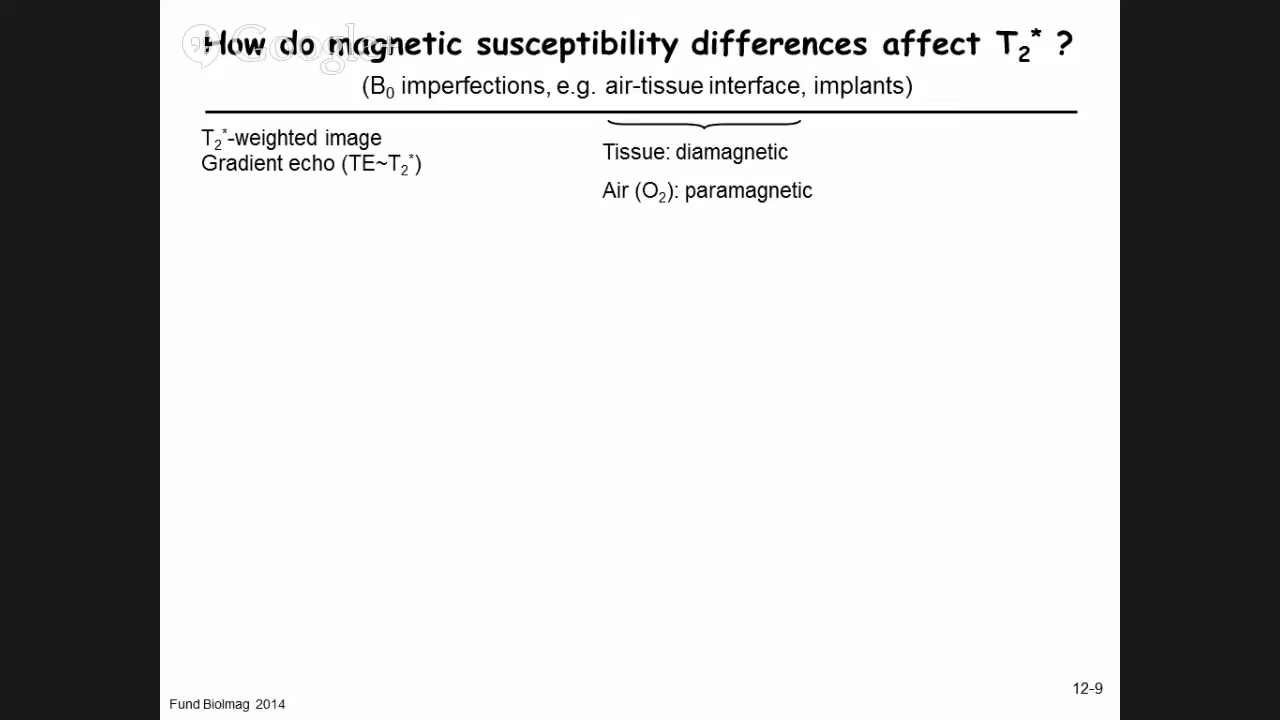 How do magnetic susceptibility differences affect T2* ?
(B0 imperfections, e.g. air-tissue interface, implants)
T2*-weighted image
Gradient echo (TE~T2*)
Tissue: diamagnetic
Air (O2): paramagnetic
12-9
Fund BioImag 2014
Google+